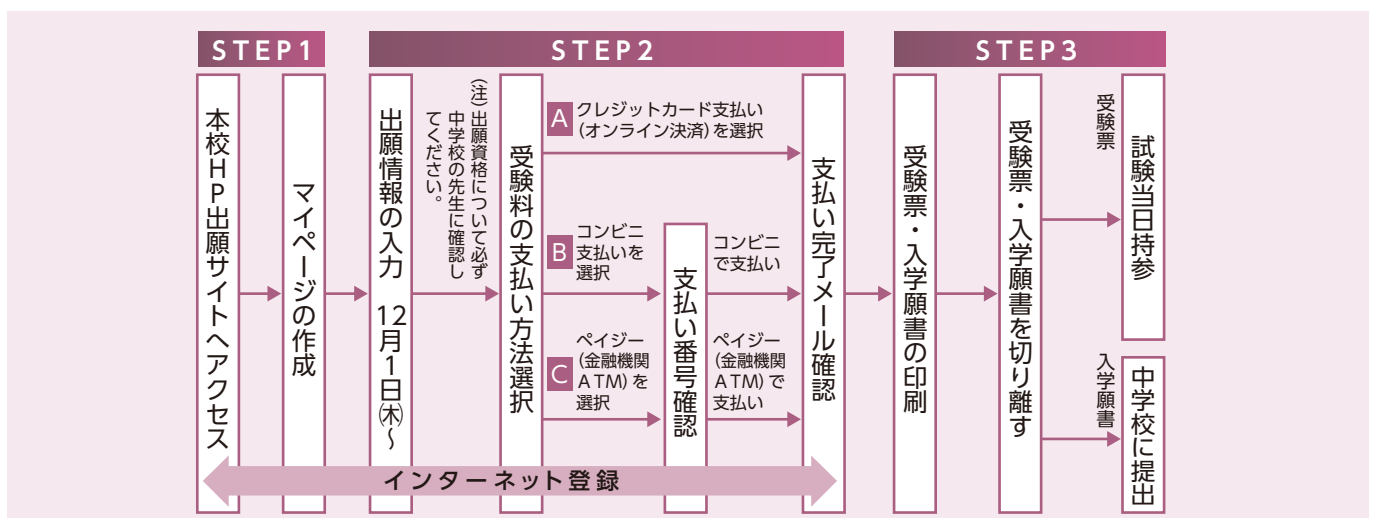 STEP1
STEP2
STEP3
本校HP出願サイトへアクセス
マイページの作成
出願情報の入力　12月1日㈭〜
(注)出願資格について必ず
中学校の先生に確認し
てください。
受験料の支払い方法選択
A
クレジットカード支払い
(オンライン決済)を選択
B
コンビニ
支払いを
選択
C
ペイジー
(金融機関
ATM)を
選択
支払い番号確認
コンビニ
で支払い
ペイジー
(金融機関
ATM)で
支払い
支払い完了メール確認
受験票・入学願書の印刷
受験票・入学願書を切り離す
受験票
試験当日持参
入学願書
中学校に提出
インターネット登録